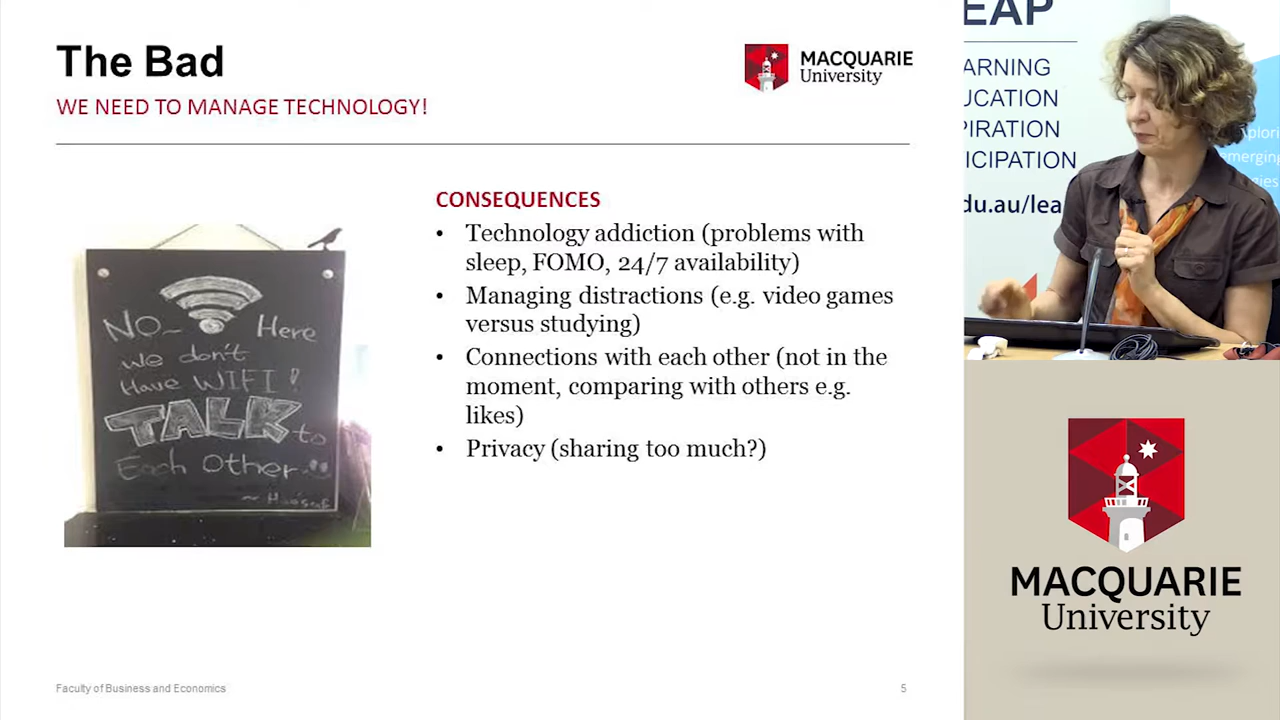 The Bad
WE NEED TO MANAGE TECHNOLOGY!
MACQUARIE
University
CONSEQUENCES
• Technology addiction (problems with
sleep, FOMO, 24/7 availability)
• Managing distractions (e.g. video games
versus studying)
• Connections with each other (not in the
moment, comparing with others e.g.
likes)
• Privacy (sharing too much?)
NO~ Here
we don't
Have WIFI!
TALK to
Each Other
Faculty of Business and Economics
5
EAP
ARNING
UCATION
PIRATION
ICIPATION
du.au/lea
plori
emerging
gies
MACQUARIE
University